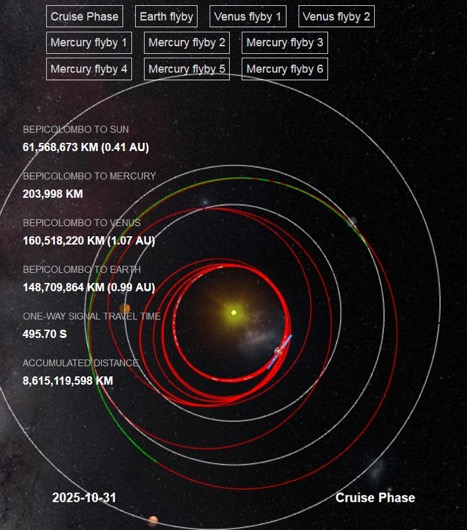 Cruise Phase Earth flyby Venus flyby 1 Venus flyby 2
Mercury flyby 1 Mercury flyby 2 Mercury flyby 3
Mercury flyby 4 Mercury flyby 5 Mercury flyby 6
BEPICOLOMBO TO SUN
61,568,673 KM (0.41 AU)
BEPICOLOMBO TO MERCURY
203,998 KM
BEPICOLOMBO TO VENUS
160,518,220 KM (1.07 AU)
BEPICOLOMBO TO EARTH
148,709,864 KM (0.99 AU)
ONE-WAY SIGNAL TRAVEL TIME
495.70 S
ACCUMULATED DISTANCE
8,615,119,598 KM
2025-10-31 Cruise Phase